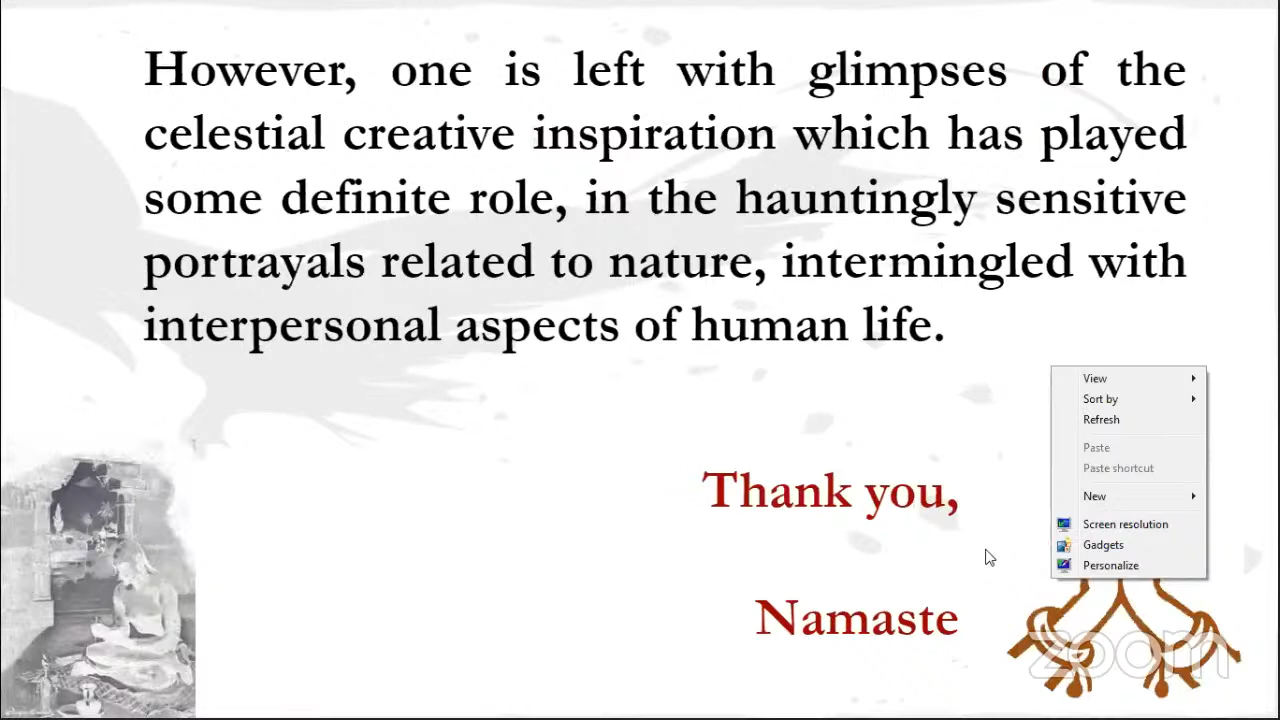 However, one is left with glimpses of the
celestial creative inspiration which has played
some definite role, in the hauntingly sensitive
portrayals related to nature, intermingled with
interpersonal aspects of human life.
View
Sort by
Refresh
Paste
Paste shortcut
New
Screen resolution
Gadgets
Personalize
Thank you,
Namaste
zoom